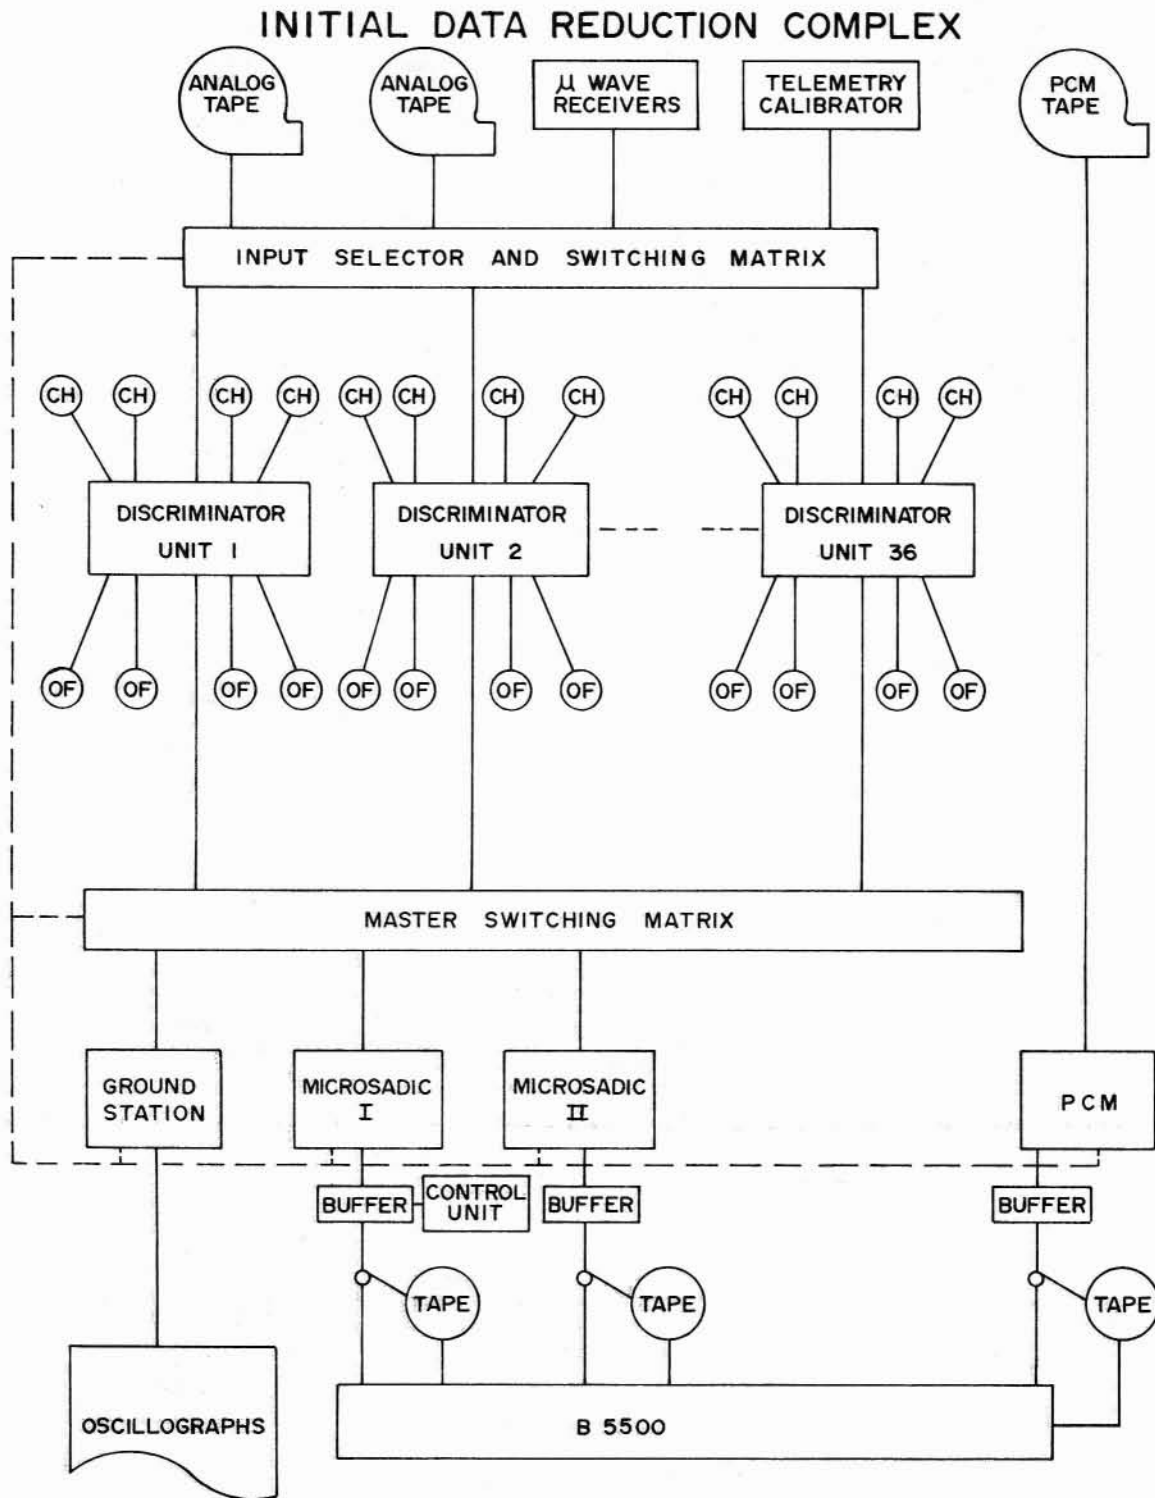 INITIAL DATA REDUCTION COMPLEX
ANALOG
TAPE
ANALOG
TAPE
μ WAVE
RECEIVERS
TELEMETRY
CALIBRATOR
PCM
TAPE
INPUT SELECTOR AND SWITCHING MATRIX
CH
CH
CH
CH
CH
CH
CH
CH
CH
CH
CH
CH
DISCRIMINATOR
UNIT 1
DISCRIMINATOR
UNIT 2
DISCRIMINATOR
UNIT 36
OF
OF
OF
OF
OF
OF
OF
OF
OF
OF
OF
OF
MASTER SWITCHING MATRIX
GROUND
STATION
MICROSADIC
I
MICROSADIC
II
PCM
BUFFER
CONTROL
UNIT
BUFFER
BUFFER
TAPE
TAPE
TAPE
OSCILLOGRAPHS
B 5500